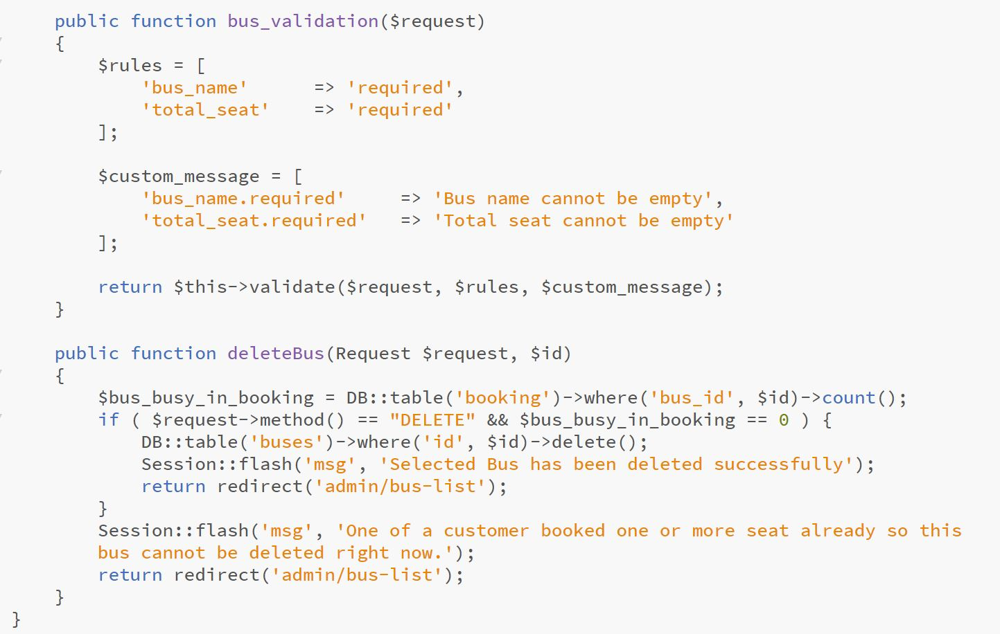 public function bus_validation($request)
{
$rules = [
'bus_name'      => 'required',
'total_seat'    => 'required'
];
$custom_message = [
'bus_name.required'     => 'Bus name cannot be empty',
'total_seat.required'   => 'Total seat cannot be empty'
];
return $this->validate($request, $rules, $custom_message);
}
public function deleteBus(Request $request, $id)
{
$bus_busy_in_booking = DB::table('booking')->where('bus_id', $id)->count();
if ( $request->method() == "DELETE" && $bus_busy_in_booking == 0 ) {
DB::table('buses')->where('id', $id)->delete();
Session::flash('msg', 'Selected Bus has been deleted successfully');
return redirect('admin/bus-list');
}
Session::flash('msg', 'One of a customer booked one or more seat already so this
bus cannot be deleted right now.');
return redirect('admin/bus-list');
}
}